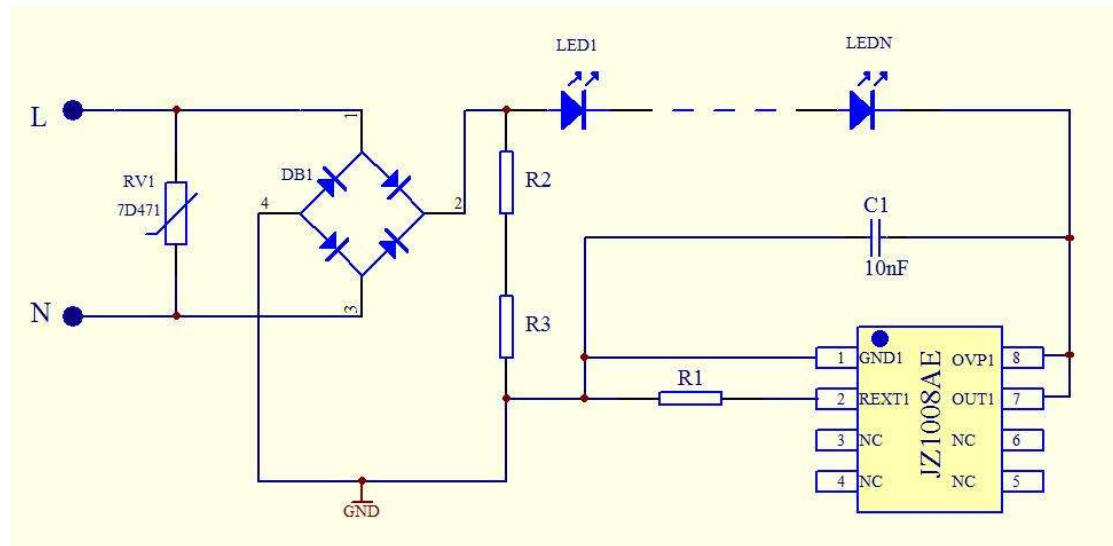 LED1
LEDN
L
1
RV1
7D471
DB1
4
2
R2
C1
10nF
N
3
R3
JZ1008AE
1 GND1 OVP1 8
R1
2 REXT1 OUT1 7
3 NC NC 6
4 NC NC 5
GND